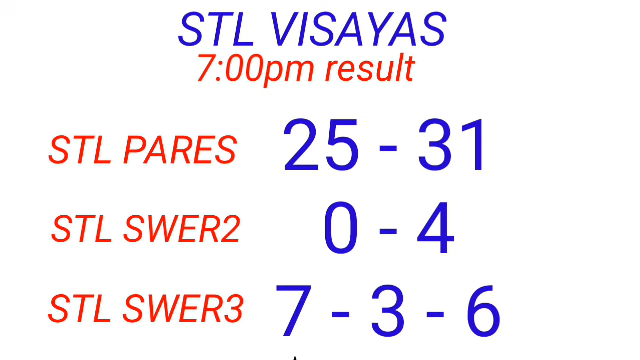 STL VISAYAS
7:00pm result
STL PARES 25 - 31
STL SWER2 0 - 4
STL SWER3 7 - 3 - 6